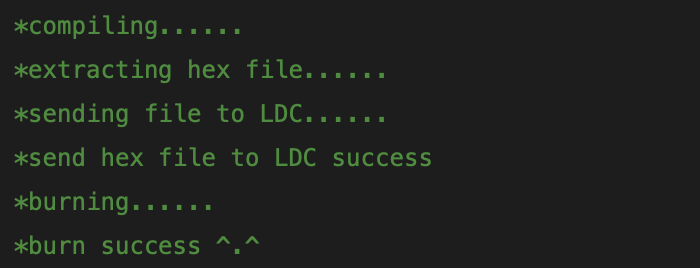 *compiling......
*extracting hex file......
*sending file to LDC......
*send hex file to LDC success
*burning......
*burn success ^.^